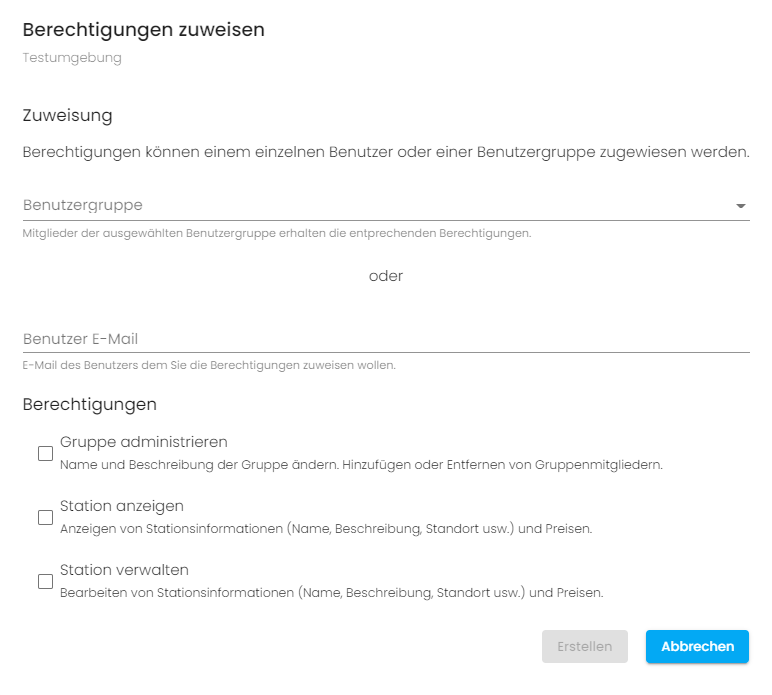 Berechtigungen zuweisen
Testumgebung
Zuweisung
Berechtigungen können einem einzelnen Benutzer oder einer Benutzergruppe zugewiesen werden.
Benutzergruppe
Mitglieder der ausgewählten Benutzergruppe erhalten die entprechenden Berechtigungen.
oder
Benutzer E-Mail
E-Mail des Benutzers dem Sie die Berechtigungen zuweisen wollen.
Berechtigungen
Gruppe administrieren
Name und Beschreibung der Gruppe ändern. Hinzufügen oder Entfernen von Gruppenmitgliedern.
Station anzeigen
Anzeigen von Stationsinformationen (Name, Beschreibung, Standort usw.) und Preisen.
Station verwalten
Bearbeiten von Stationsinformationen (Name, Beschreibung, Standort usw.) und Preisen.
Erstellen Abbrechen